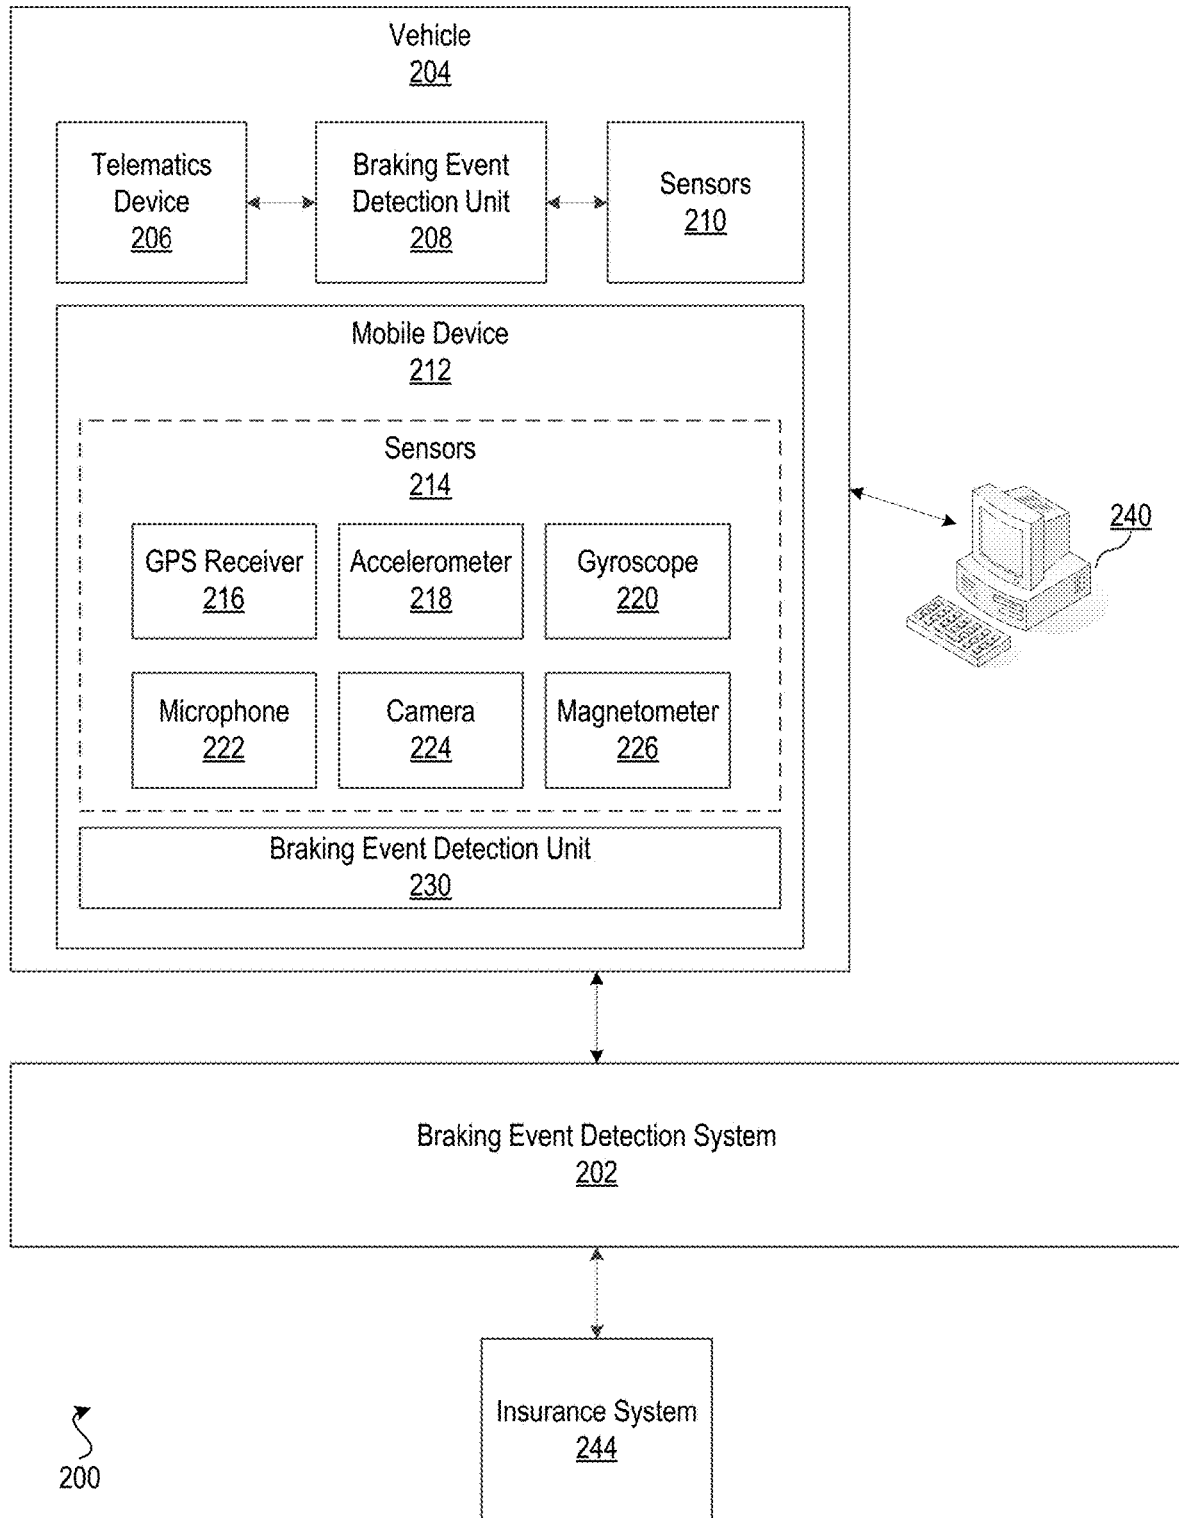 Vehicle
204
Telematics
Device
206
Braking Event
Detection Unit
208
Sensors
210
Mobile Device
212
Sensors
214
GPS Receiver
216
Accelerometer
218
Gyroscope
220
Microphone
222
Camera
224
Magnetometer
226
Braking Event Detection Unit
230
240
Braking Event Detection System
202
Insurance System
244
200